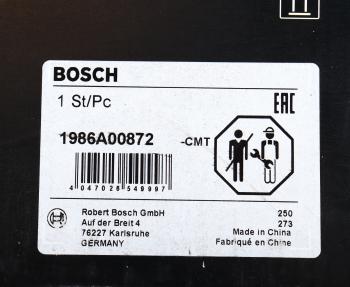 BOSCH
1 St/Pc
EAC
1986A00872 -CMT
4 047026 549997
Robert Bosch GmbH 250
Auf der Breit 4 273
76227 Karlsruhe Made in China
GERMANY Fabriqué en Chine